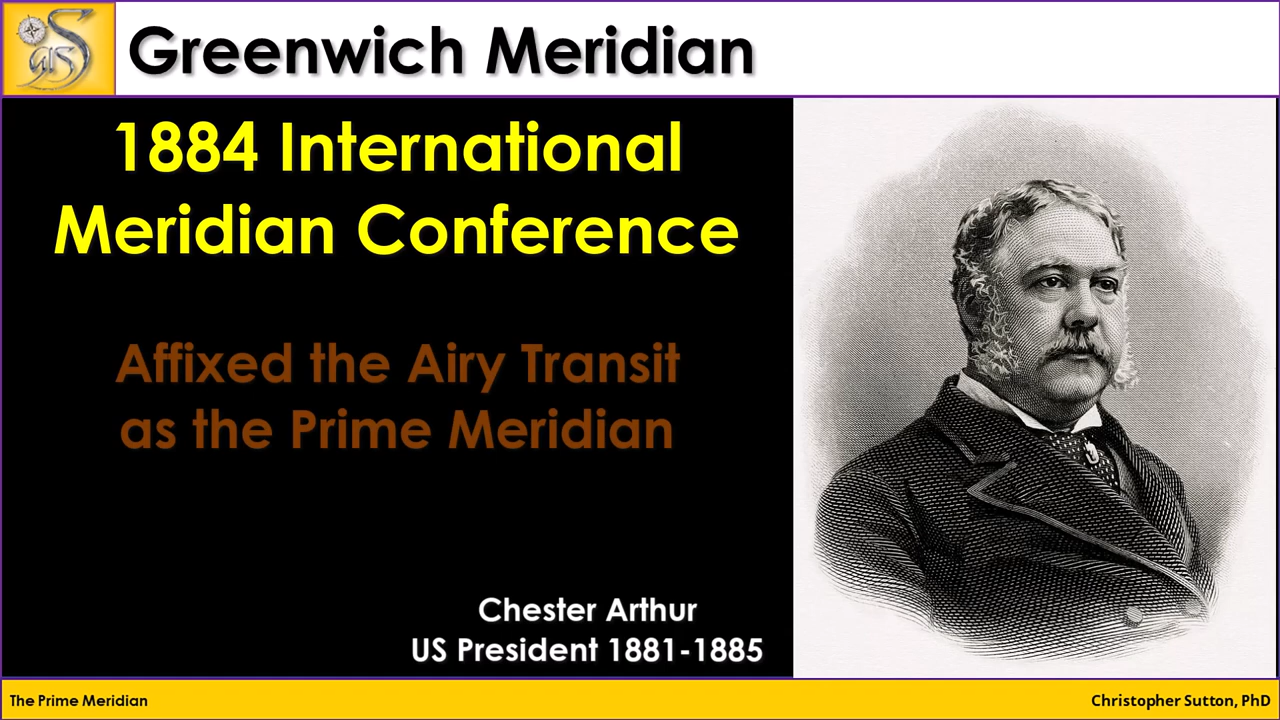 GIS
Greenwich Meridian
1884 International
Meridian Conference
Affixed the Airy Transit
as the Prime Meridian
Chester Arthur
US President 1881-1885
The Prime Meridian
Christopher Sutton, PhD